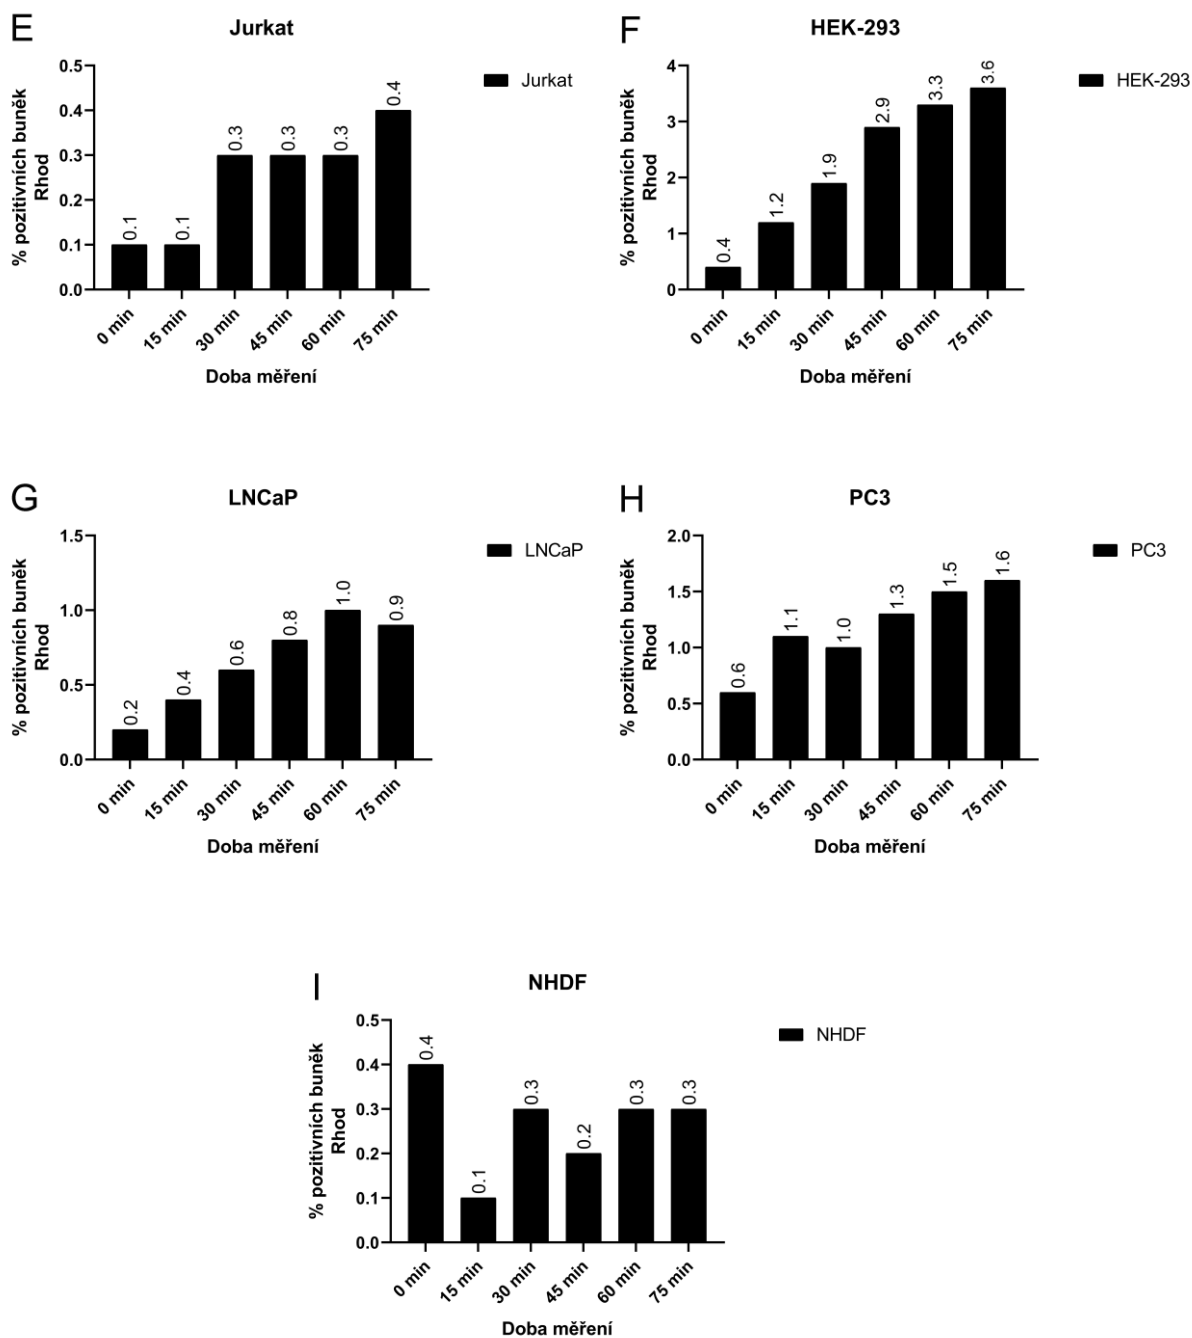 E
Jurkat
% pozitivních buněk
Rhod
0.5
0.4
0.3
0.2
0.1
0.0
0.1
0.1
0.3
0.3
0.3
0.4
0 min
15 min
30 min
45 min
60 min
75 min
Doba měření
Jurkat
F
HEK-293
% pozitivních buněk
Rhod
4
3
2
1
0
0.4
1.2
1.9
2.9
3.3
3.6
0 min
15 min
30 min
45 min
60 min
75 min
Doba měření
HEK-293
G
LNCaP
% pozitivních buněk
Rhod
1.5
1.0
0.5
0.0
0.2
0.4
0.6
0.8
1.0
0.9
0 min
15 min
30 min
45 min
60 min
75 min
Doba měření
LNCaP
H
PC3
% pozitivních buněk
Rhod
2.0
1.5
1.0
0.5
0.0
0.6
1.1
1.0
1.3
1.5
1.6
0 min
15 min
30 min
45 min
60 min
75 min
Doba měření
PC3
I
NHDF
% pozitivních buněk
Rhod
0.5
0.4
0.3
0.2
0.1
0.0
0.4
0.1
0.3
0.2
0.3
0.3
0 min
15 min
30 min
45 min
60 min
75 min
Doba měření
NHDF